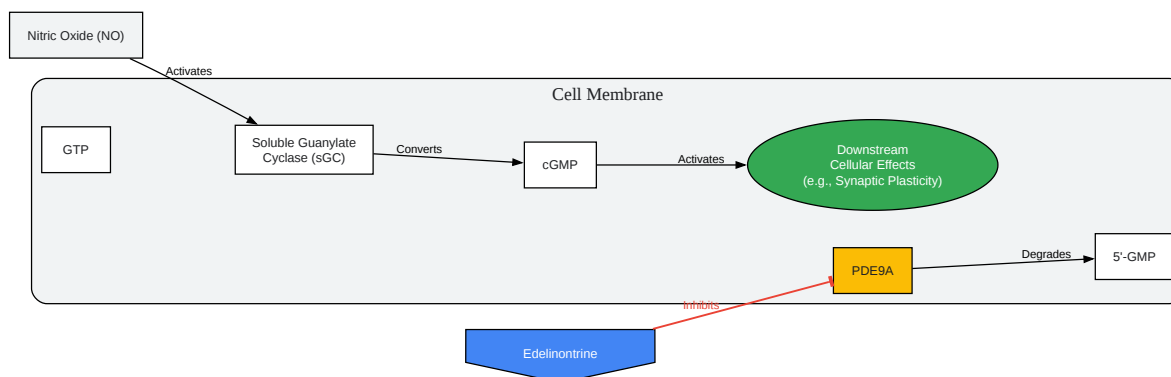 Nitric Oxide (NO)
Activates
Cell Membrane
GTP
Soluble Guanylate
Cyclase (sGC)
Converts
cGMP
Activates
Downstream
Cellular Effects
(e.g., Synaptic Plasticity)
PDE9A
Degrades
5'-GMP
Inhibits
Edelinontrine